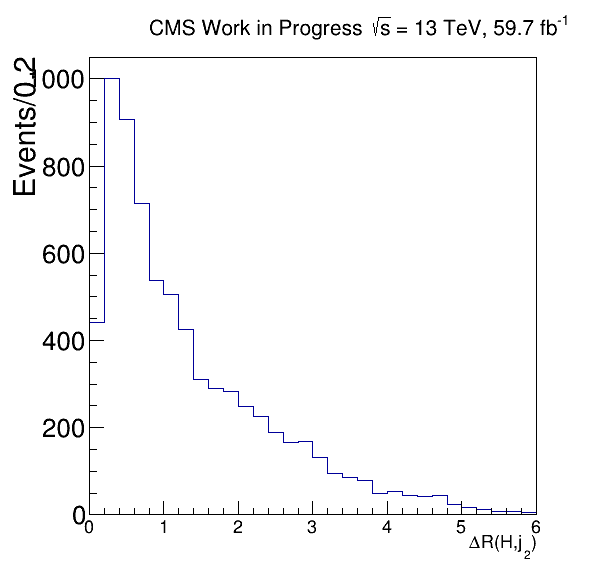 CMS Work in Progress √s = 13 TeV, 59.7 fb⁻¹
Events/0.2
1000
800
600
400
200
0
0 1 2 3 4 5 6
ΔR(H,j₂)